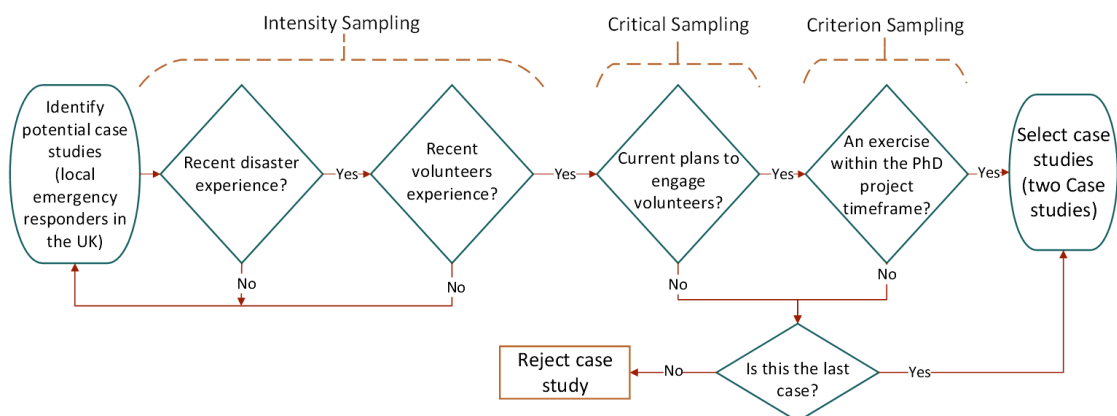 Intensity Sampling
Critical Sampling
Criterion Sampling
Identify
potential case
studies
(local
emergency
responders in
the UK)
Recent disaster
experience?
Yes
Recent
volunteers
experience?
Yes
Current plans to
engage
volunteers?
Yes
An exercise
within the PhD
project
timeframe?
Yes
Select case
studies
(two Case
studies)
No
No
No
No
Reject case
study
No
Is this the last
case?
Yes